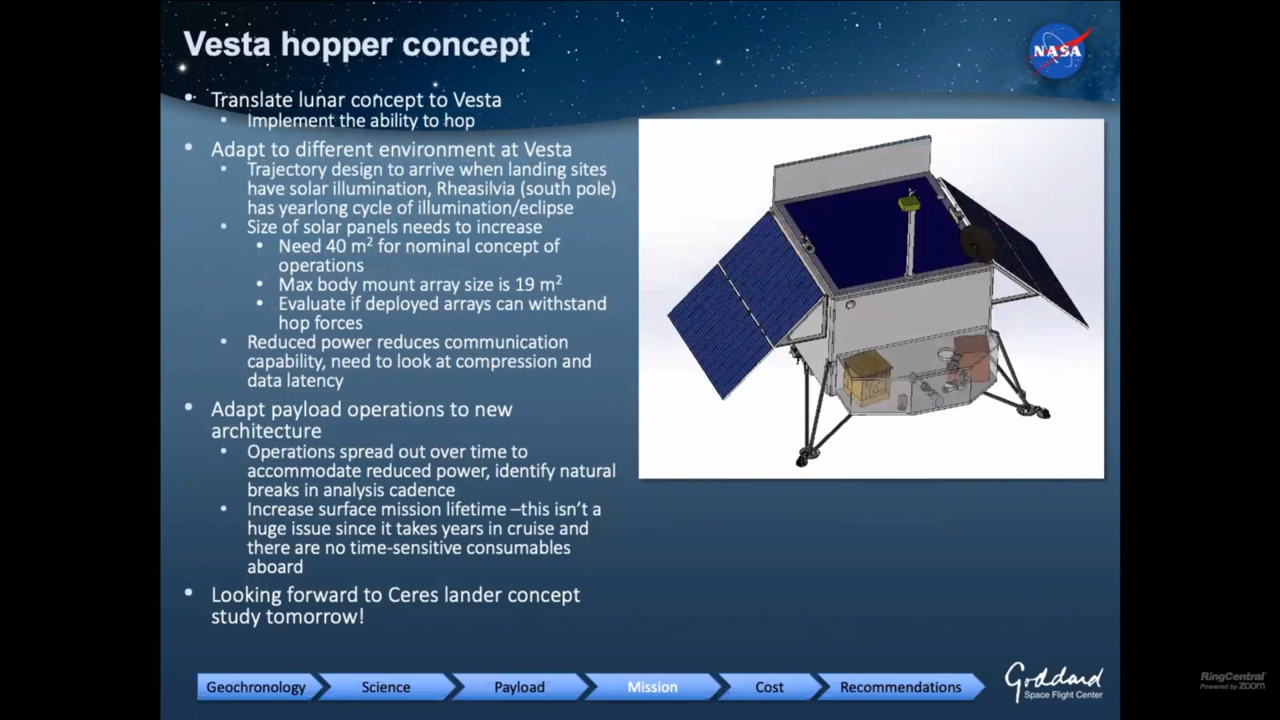 Vesta hopper concept
NASA
• Translate lunar concept to Vesta
• Implement the ability to hop
• Adapt to different environment at Vesta
• Trajectory design to arrive when landing sites
have solar illumination, Rheasilvia (south pole)
has yearlong cycle of illumination/eclipse
• Size of solar panels needs to increase
• Need 40 m² for nominal concept of
operations
• Max body mount array size is 19 m²
• Evaluate if deployed arrays can withstand
hop forces
• Reduced power reduces communication
capability, need to look at compression and
data latency
• Adapt payload operations to new
architecture
• Operations spread out over time to
accommodate reduced power, identify natural
breaks in analysis cadence
• Increase surface mission lifetime –this isn't a
huge issue since it takes years in cruise and
there are no time-sensitive consumables
aboard
• Looking forward to Ceres lander concept
study tomorrow!
Geochronology
Science
Payload
Mission
Cost
Recommendations
Goddard
Space Flight Center
RingCentral
Powered by zoom